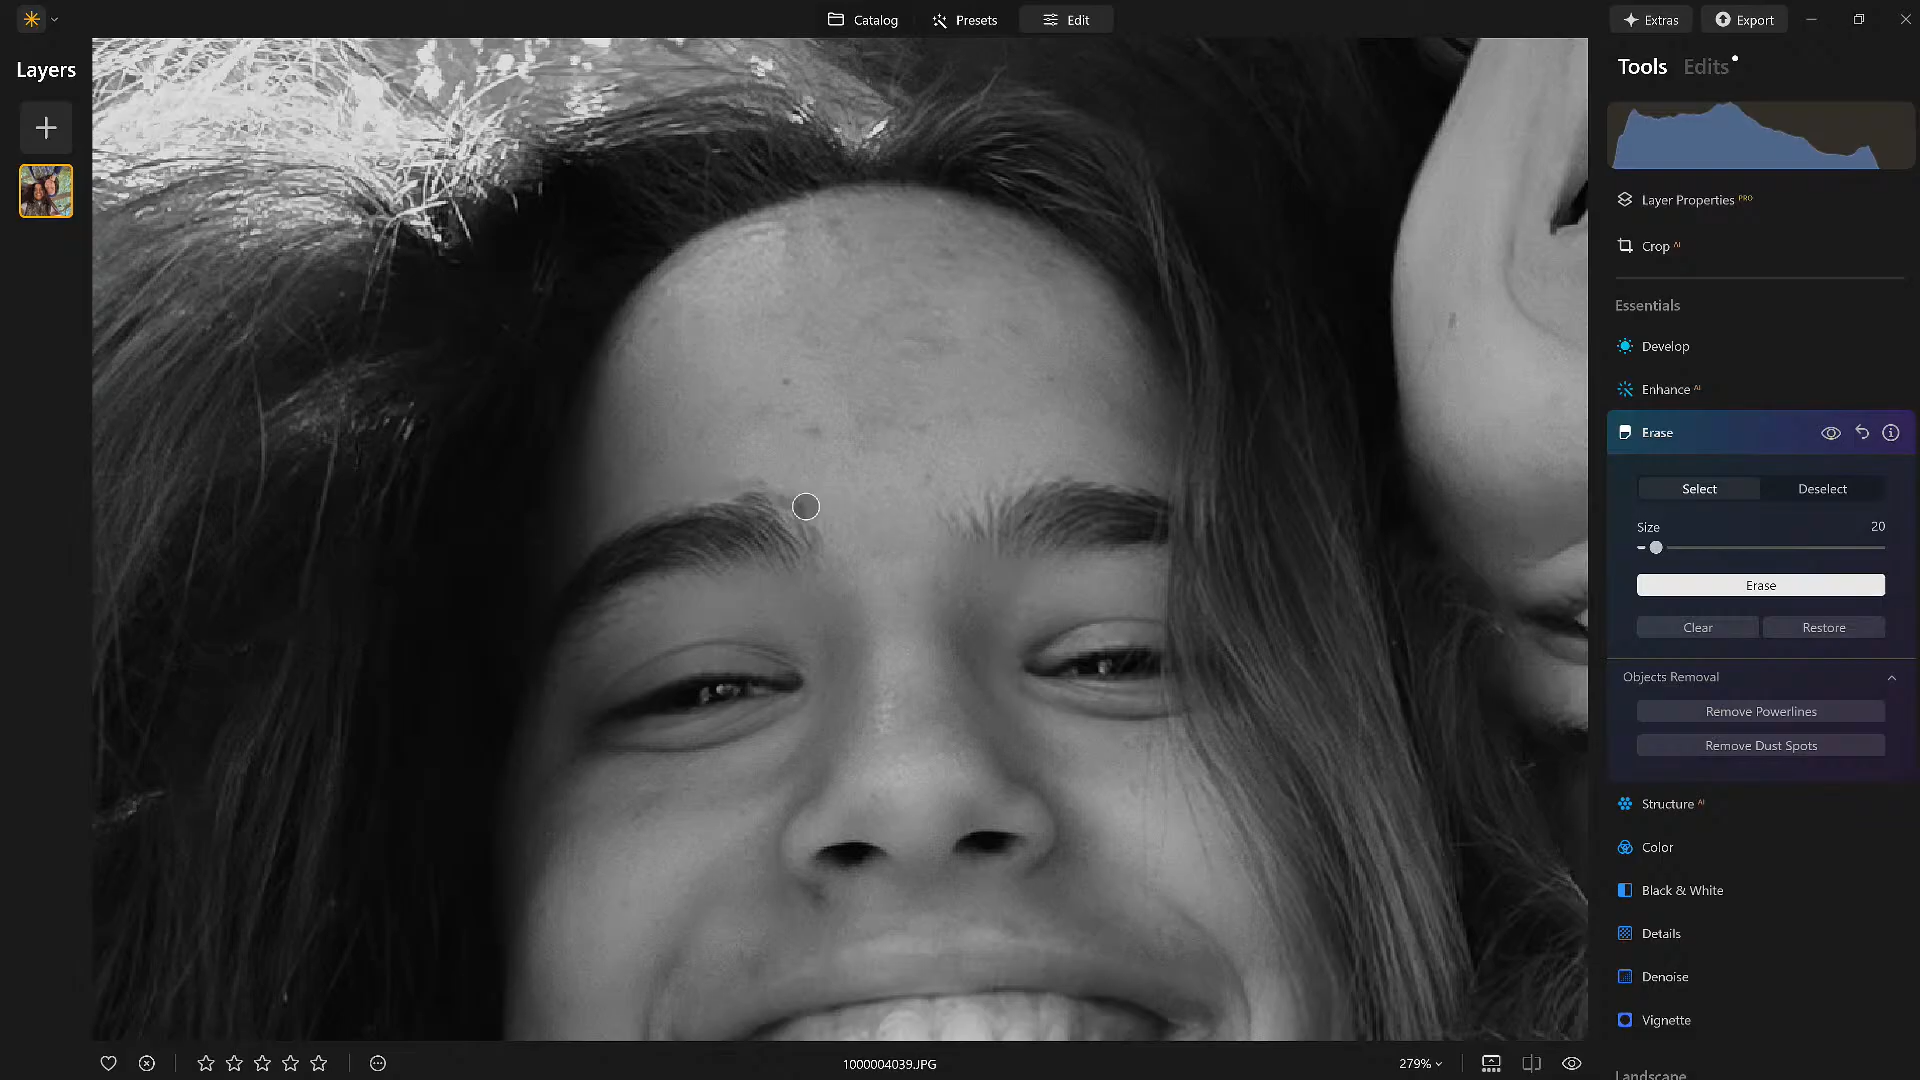 Catalog
Presets
Edit
Extras
Export
Layers
Tools
Edits
Layer Properties PRO
Crop AI
Essentials
Develop
Enhance AI
Erase
Select
Deselect
Size
20
Erase
Clear
Restore
Objects Removal
Remove Powerlines
Remove Dust Spots
Structure AI
Color
Black & White
Details
Denoise
Vignette
Landscape
1000004039.JPG
279%